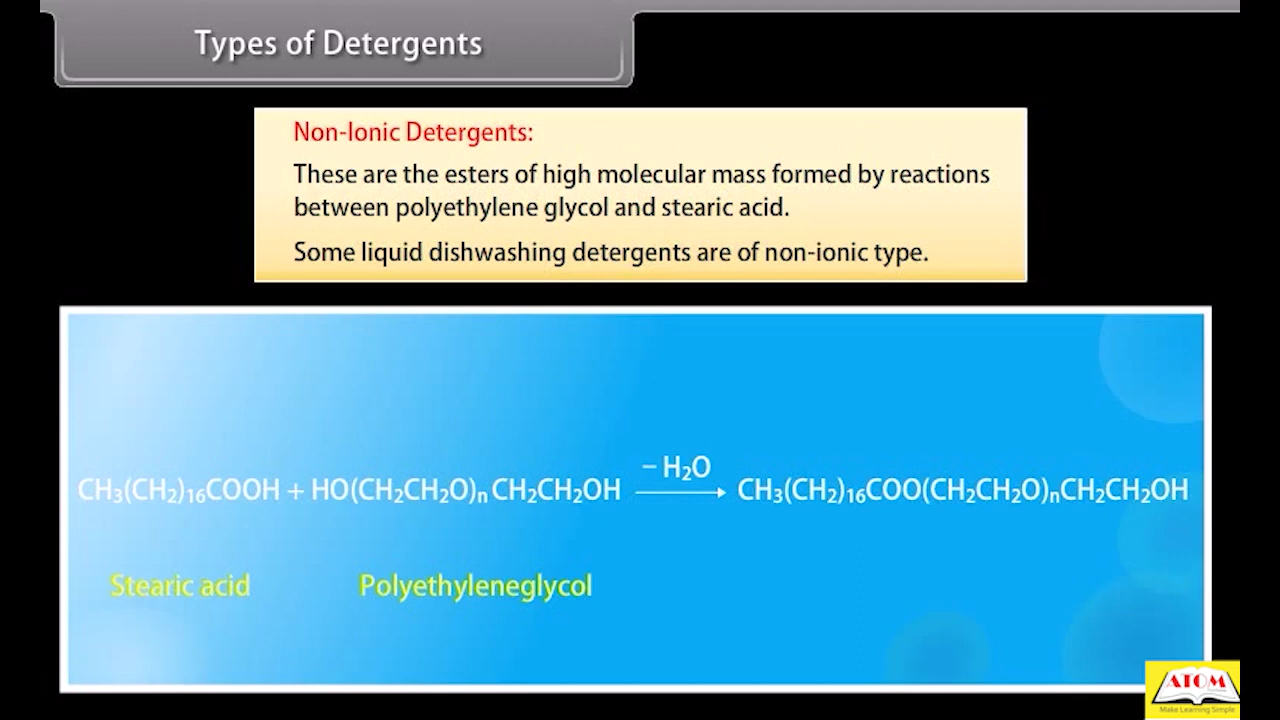 Types of Detergents
Non-Ionic Detergents:
These are the esters of high molecular mass formed by reactions
between polyethylene glycol and stearic acid.
Some liquid dishwashing detergents are of non-ionic type.
CH₃(CH₂)₁₆COOH + HO(CH₂CH₂O)ₙCH₂CH₂OH −H₂O → CH₃(CH₂)₁₆COO(CH₂CH₂O)ₙCH₂CH₂OH
Stearic acid Polyethyleneglycol
ATOM
Make Learning Simple